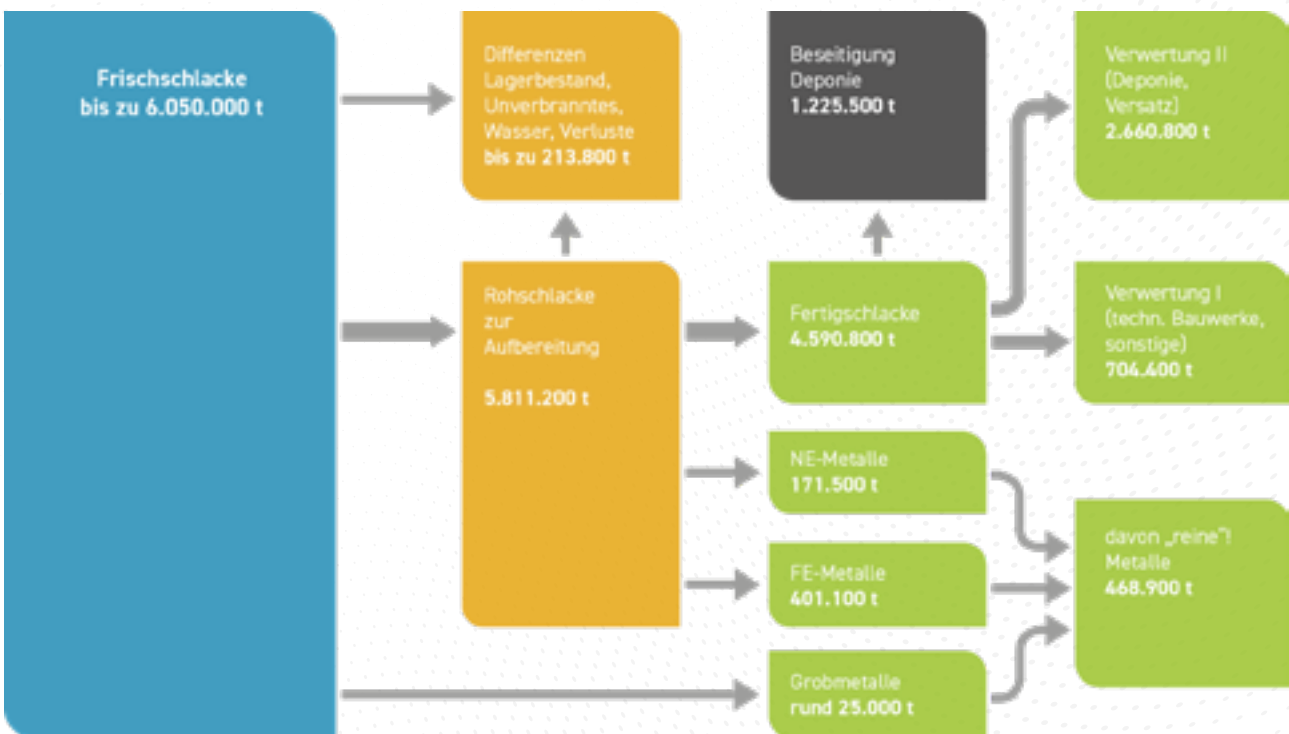 Frischschlacke
bis zu 6.050.000 t
Differenzen
Lagerbestand,
Unverbranntes,
Wasser, Verluste
bis zu 213.800 t
Beseitigung
Deponie
1.225.500 t
Verwertung II
(Deponie,
Versatz)
2.660.800 t
Rohschlacke
zur
Aufbereitung
5.811.200 t
Fertigschlacke
4.590.800 t
Verwertung I
(techn. Bauwerke,
sonstige)
704.400 t
NE-Metalle
171.500 t
FE-Metalle
401.100 t
davon „reine"!
Metalle
468.900 t
Grobmetalle
rund 25.000 t